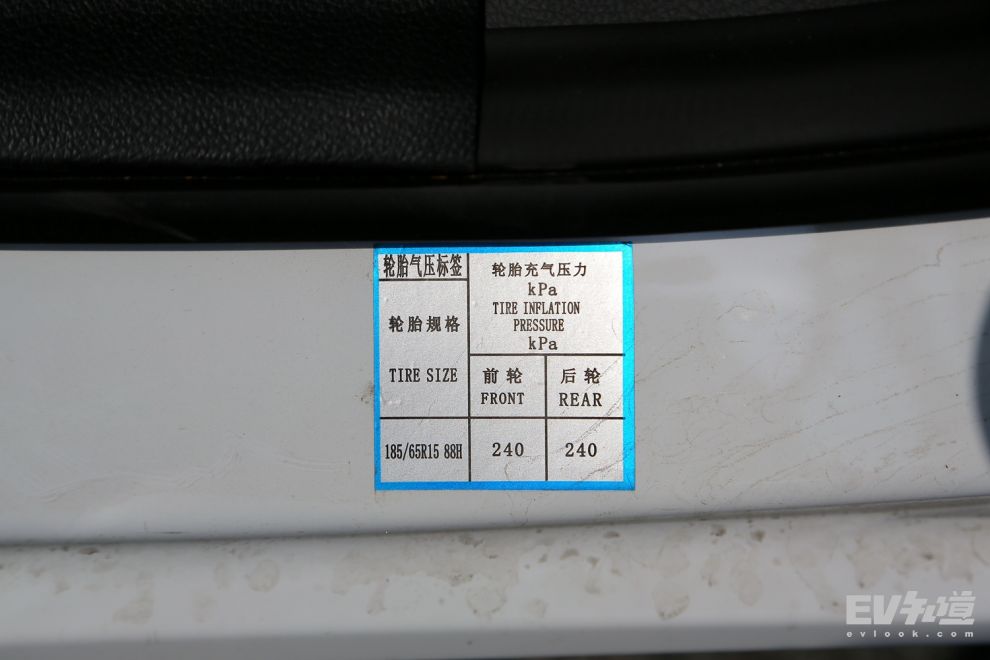 轮胎气压标签
轮胎规格
TIRE SIZE
轮胎充气压力
kPa
TIRE INFLATION
PRESSURE
kPa
前轮
FRONT
后轮
REAR
185/65R15 88H
240
240
EV知道
evlook.com